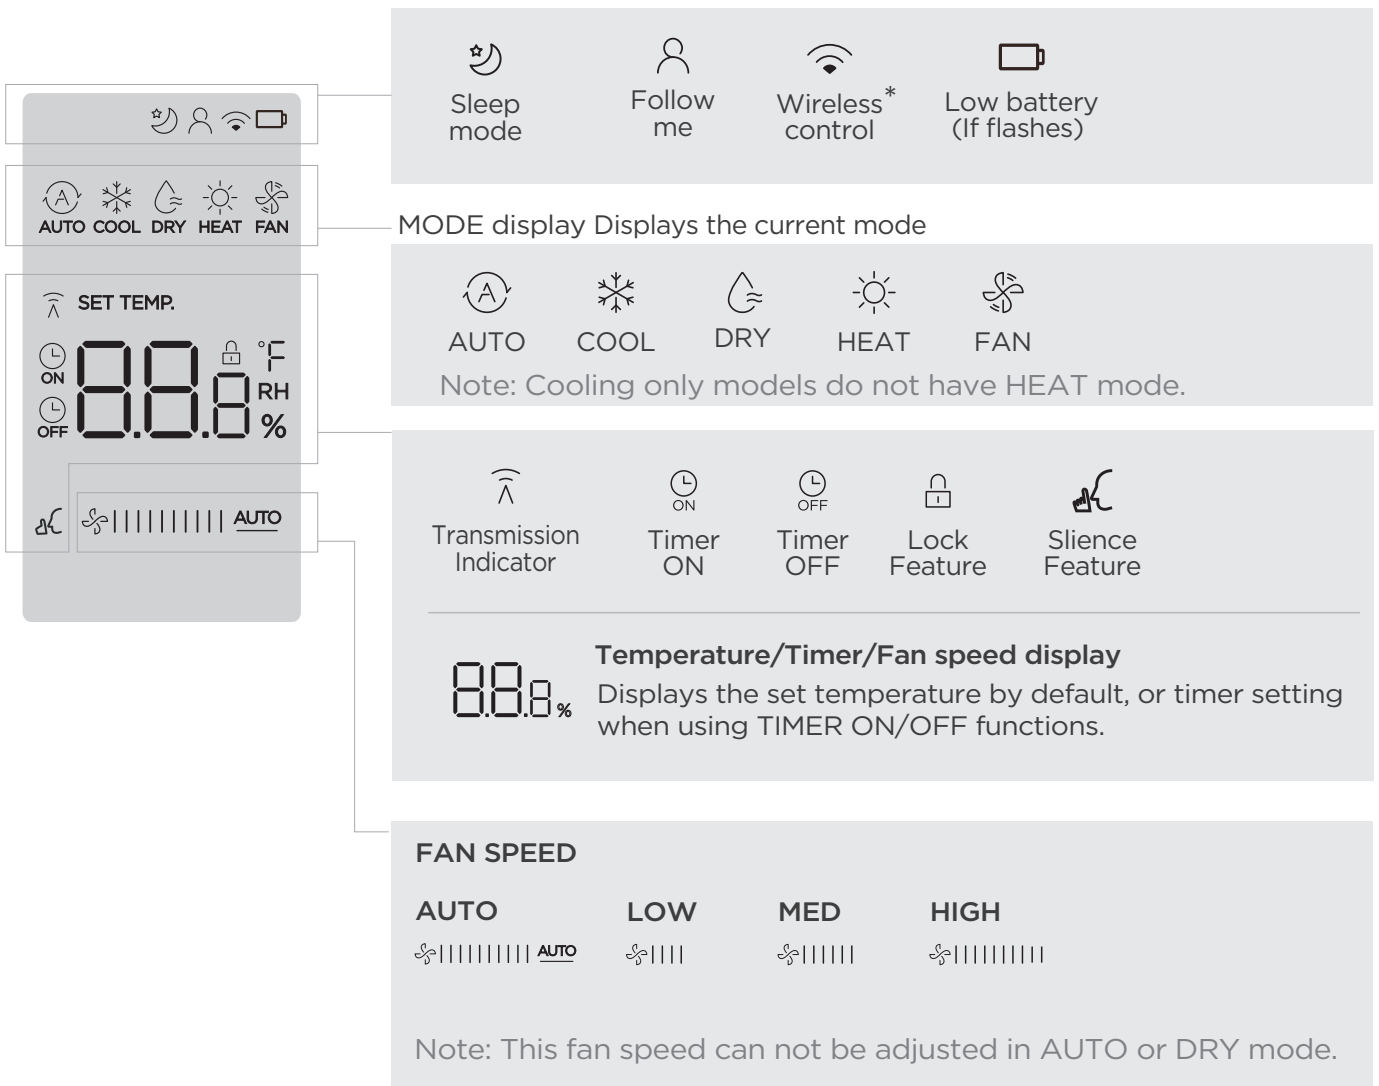 Sleep
mode
Follow
me
Wireless*
control
Low battery
(If flashes)
AUTO COOL DRY HEAT FAN
MODE display Displays the current mode
AUTO COOL DRY HEAT FAN
Note: Cooling only models do not have HEAT mode.
SET TEMP.
ON
OFF
88.8 °F
RH
%
AUTO
Transmission
Indicator
ON
Timer
ON
OFF
Timer
OFF
Lock
Feature
Slience
Feature
88.8%
Temperature/Timer/Fan speed display
Displays the set temperature by default, or timer setting
when using TIMER ON/OFF functions.
FAN SPEED
AUTO LOW MED HIGH
AUTO
Note: This fan speed can not be adjusted in AUTO or DRY mode.